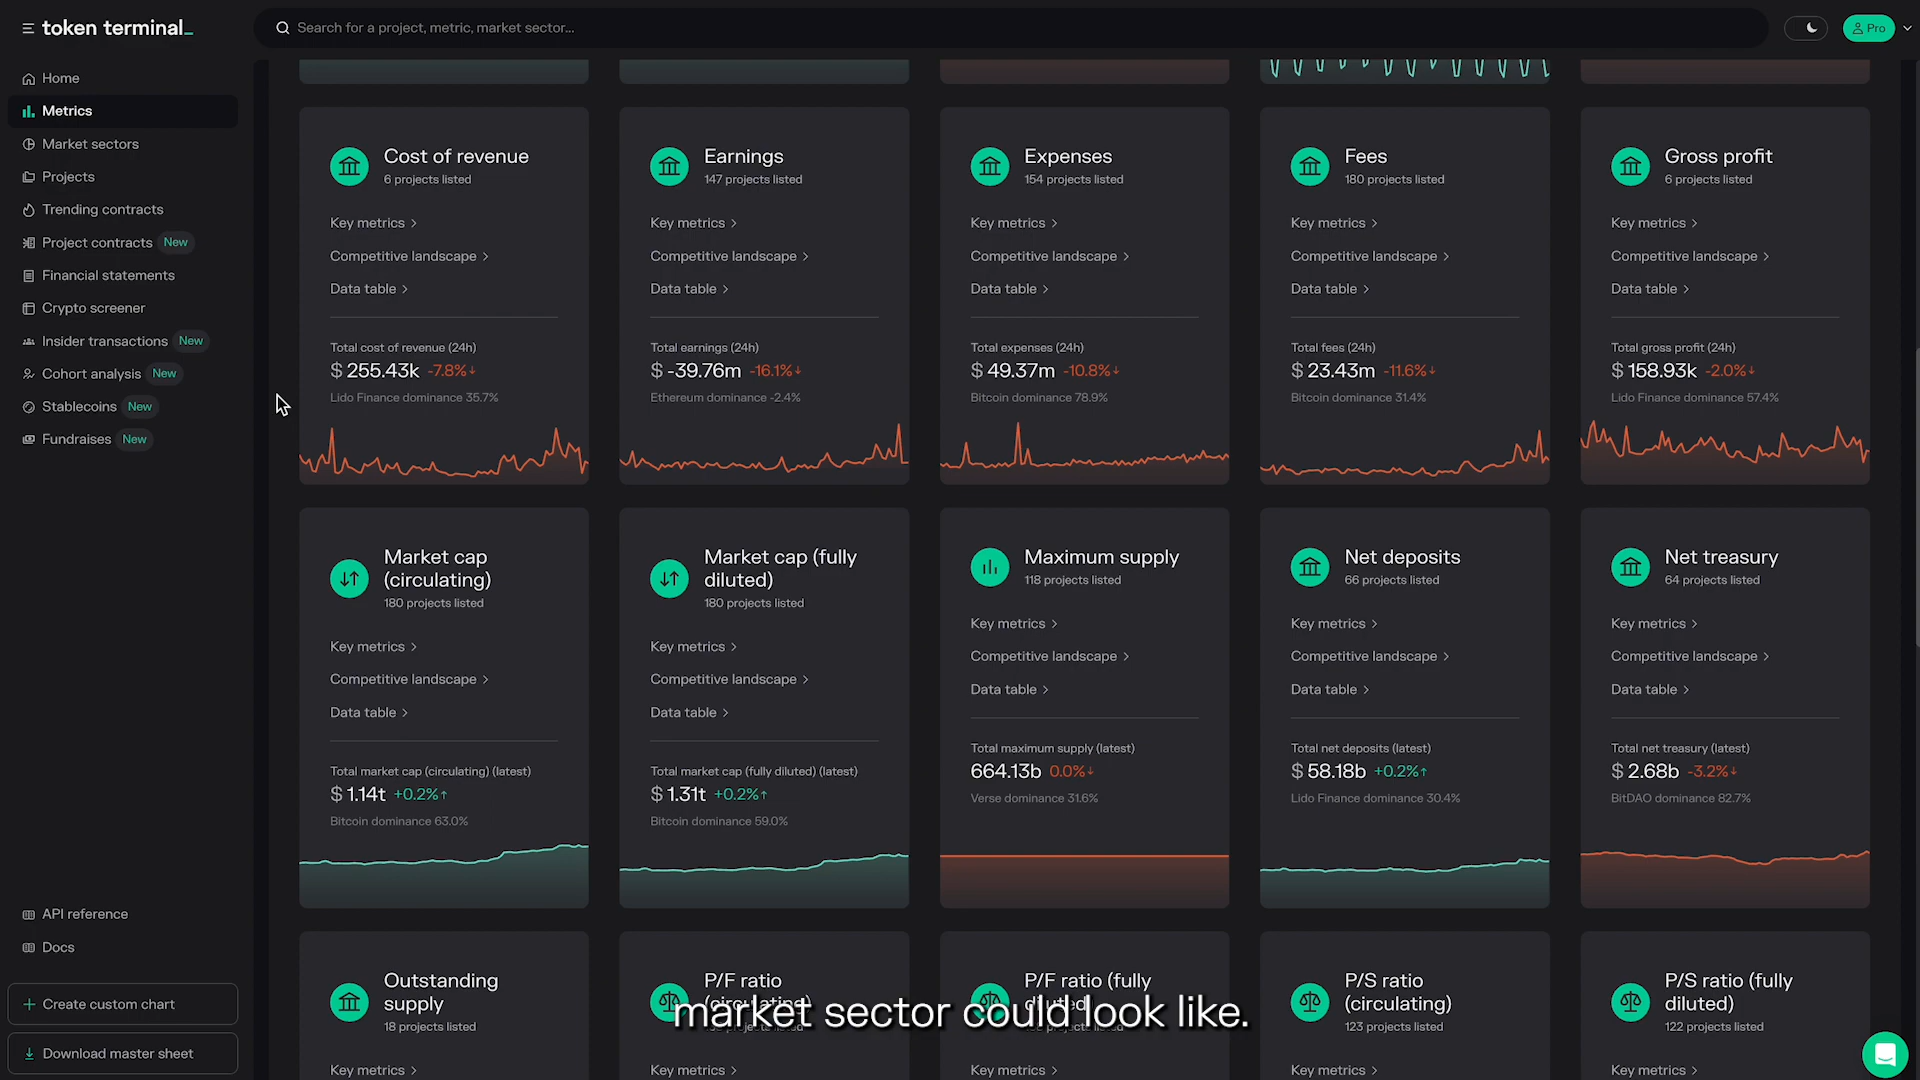 token terminal_
Search for a project, metric, market sector...
Pro
Home
Metrics
Market sectors
Projects
Trending contracts
Project contracts New
Financial statements
Crypto screener
Insider transactions New
Cohort analysis New
Stablecoins New
Fundraises New
API reference
Docs
Create custom chart
Download master sheet
Cost of revenue
6 projects listed
Key metrics >
Competitive landscape >
Data table >
Total cost of revenue (24h)
$ 255.43k -7.8%↓
Lido Finance dominance 35.7%
Earnings
147 projects listed
Key metrics >
Competitive landscape >
Data table >
Total earnings (24h)
$ -39.76m -16.1%↓
Ethereum dominance -2.4%
Expenses
154 projects listed
Key metrics >
Competitive landscape >
Data table >
Total expenses (24h)
$ 49.37m -10.8%↓
Bitcoin dominance 78.9%
Fees
180 projects listed
Key metrics >
Competitive landscape >
Data table >
Total fees (24h)
$ 23.43m -11.6%↓
Bitcoin dominance 31.4%
Gross profit
6 projects listed
Key metrics >
Competitive landscape >
Data table >
Total gross profit (24h)
$ 158.93k -2.0%↓
Lido Finance dominance 57.4%
Market cap
(circulating)
180 projects listed
Key metrics >
Competitive landscape >
Data table >
Total market cap (circulating) (latest)
$ 1.14t +0.2%↑
Bitcoin dominance 63.0%
Market cap (fully
diluted)
180 projects listed
Key metrics >
Competitive landscape >
Data table >
Total market cap (fully diluted) (latest)
$ 1.31t +0.2%↑
Bitcoin dominance 59.0%
Maximum supply
118 projects listed
Key metrics >
Competitive landscape >
Data table >
Total maximum supply (latest)
664.13b 0.0%↓
Verse dominance 31.6%
Net deposits
66 projects listed
Key metrics >
Competitive landscape >
Data table >
Total net deposits (latest)
$ 58.18b +0.2%↑
Lido Finance dominance 30.4%
Net treasury
64 projects listed
Key metrics >
Competitive landscape >
Data table >
Total net treasury (latest)
$ 2.68b -3.2%↓
BitDAO dominance 82.7%
Outstanding
supply
18 projects listed
Key metrics >
P/F ratio
(circulating)
projects listed
Key metrics >
P/F ratio (fully
diluted)
projects listed
Key metrics >
P/S ratio
(circulating)
123 projects listed
Key metrics >
P/S ratio (fully
diluted)
122 projects listed
Key metrics >
market sector could look like.